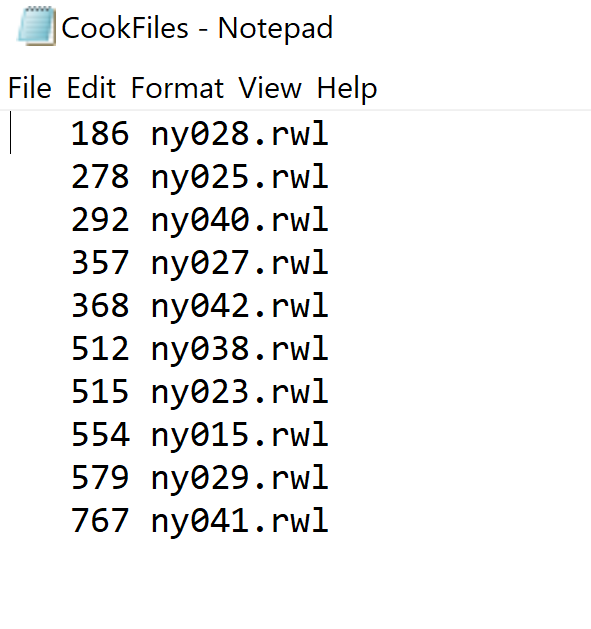 CookFiles - Notepad
File Edit Format View Help
186 ny028.rwl
278 ny025.rwl
292 ny040.rwl
357 ny027.rwl
368 ny042.rwl
512 ny038.rwl
515 ny023.rwl
554 ny015.rwl
579 ny029.rwl
767 ny041.rwl